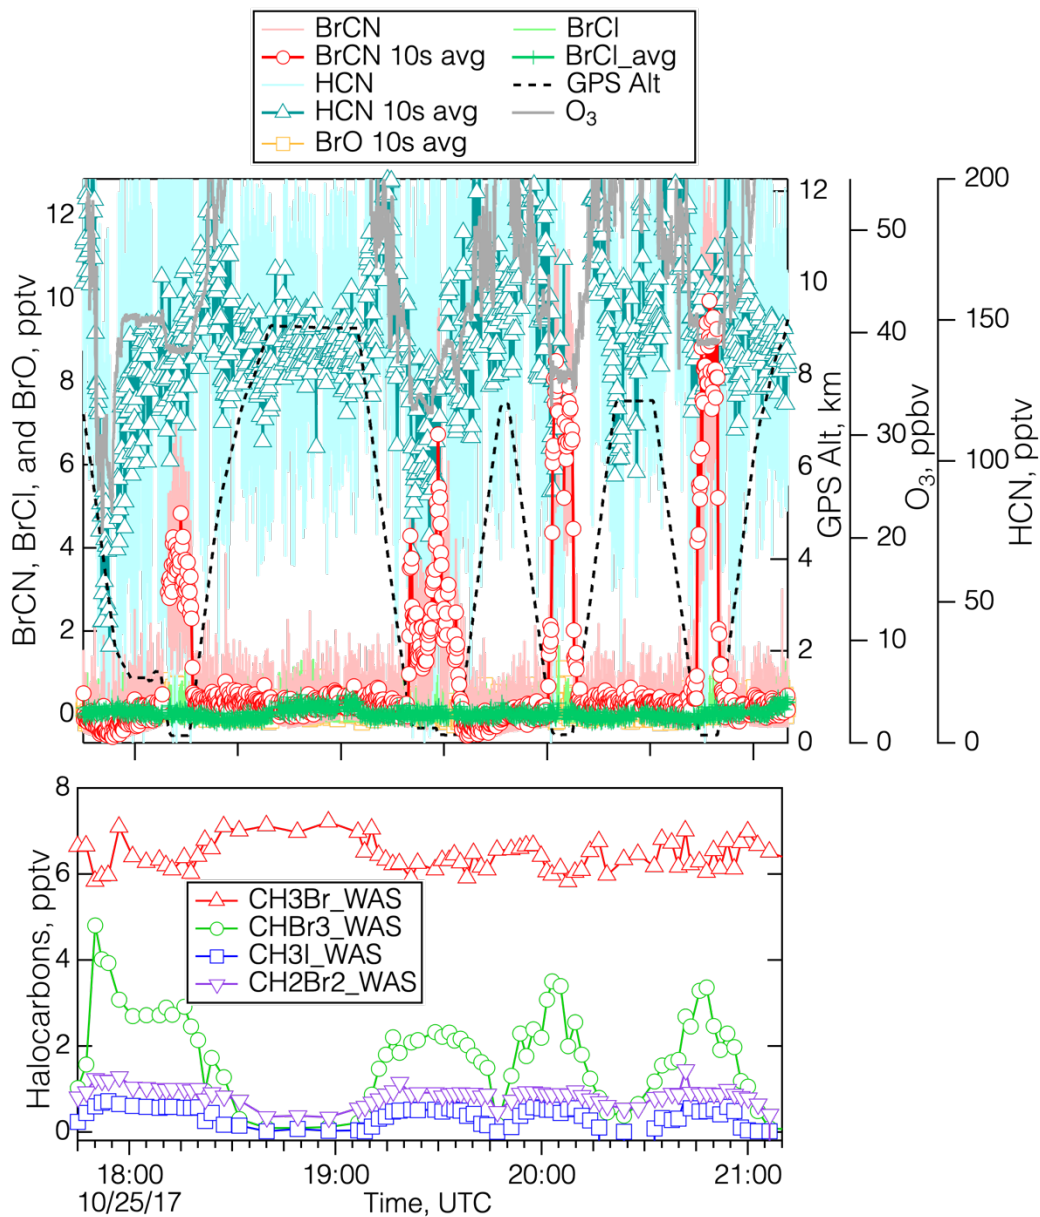 BrCN
BrCN 10s avg
HCN
HCN 10s avg
BrO 10s avg
BrCl
BrCl_avg
GPS Alt
O3
BrCN, BrCl, and BrO, pptv
12
10
8
6
4
2
0
GPS Alt, km
12
10
8
6
4
2
0
O3, ppbv
50
40
30
20
10
0
HCN, pptv
200
150
100
50
0
Halocarbons, pptv
8
6
4
2
0
CH3Br_WAS
CHBr3_WAS
CH3I_WAS
CH2Br2_WAS
18:00 19:00 20:00 21:00
10/25/17 Time, UTC